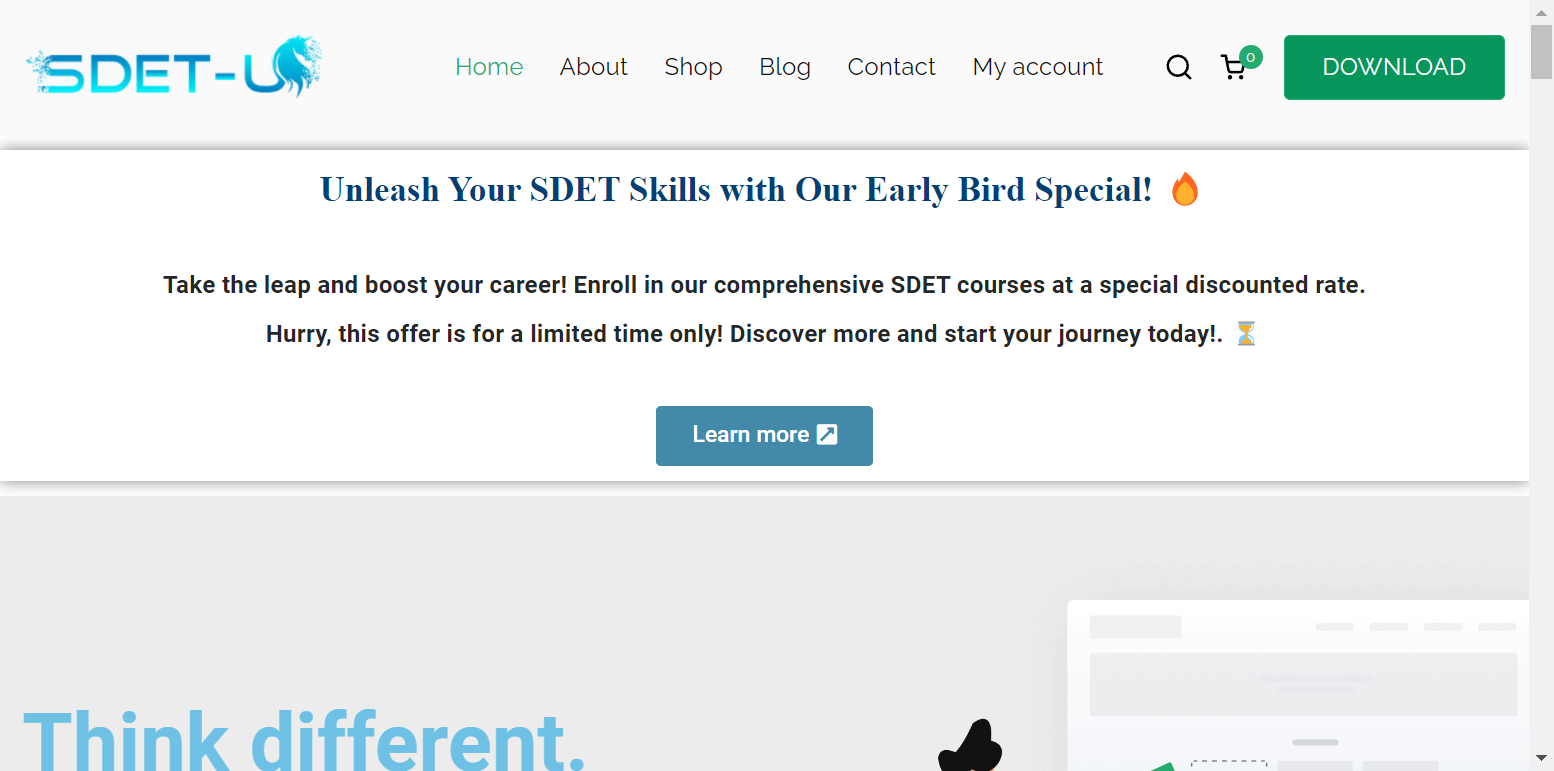 SDET-U
Home About Shop Blog Contact My account 0 DOWNLOAD
Unleash Your SDET Skills with Our Early Bird Special! 🔥
Take the leap and boost your career! Enroll in our comprehensive SDET courses at a special discounted rate.
Hurry, this offer is for a limited time only! Discover more and start your journey today!. ⏳
Learn more ↗
Think different.